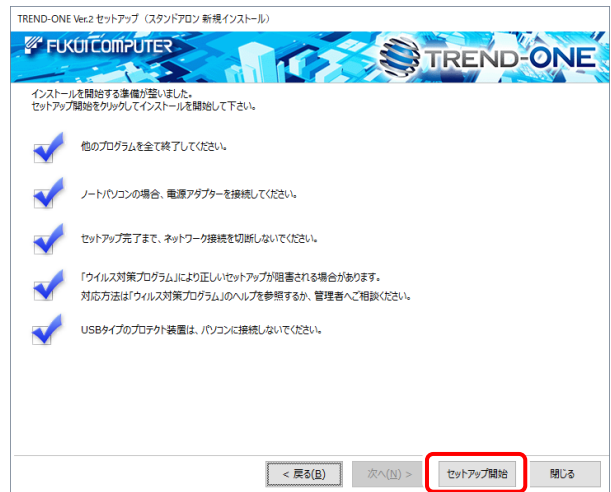 TREND-ONE Ver.2 セットアップ（スタンドアロン 新規インストール）
FUKUI COMPUTER
TREND-ONE
インストールを開始する準備が整いました。
セットアップ開始をクリックしてインストールを開始して下さい。
他のプログラムを全て終了してください。
ノートパソコンの場合、電源アダプターを接続してください。
セットアップ完了まで、ネットワーク接続を切断しないでください。
「ウイルス対策プログラム」により正しいセットアップが阻害される場合があります。
対応方法は「ウィルス対策プログラム」のヘルプを参照するか、管理者へご相談ください。
USBタイプのプロテクト装置は、パソコンに接続しないでください。
< 戻る(B) 次へ(N) > セットアップ開始 閉じる